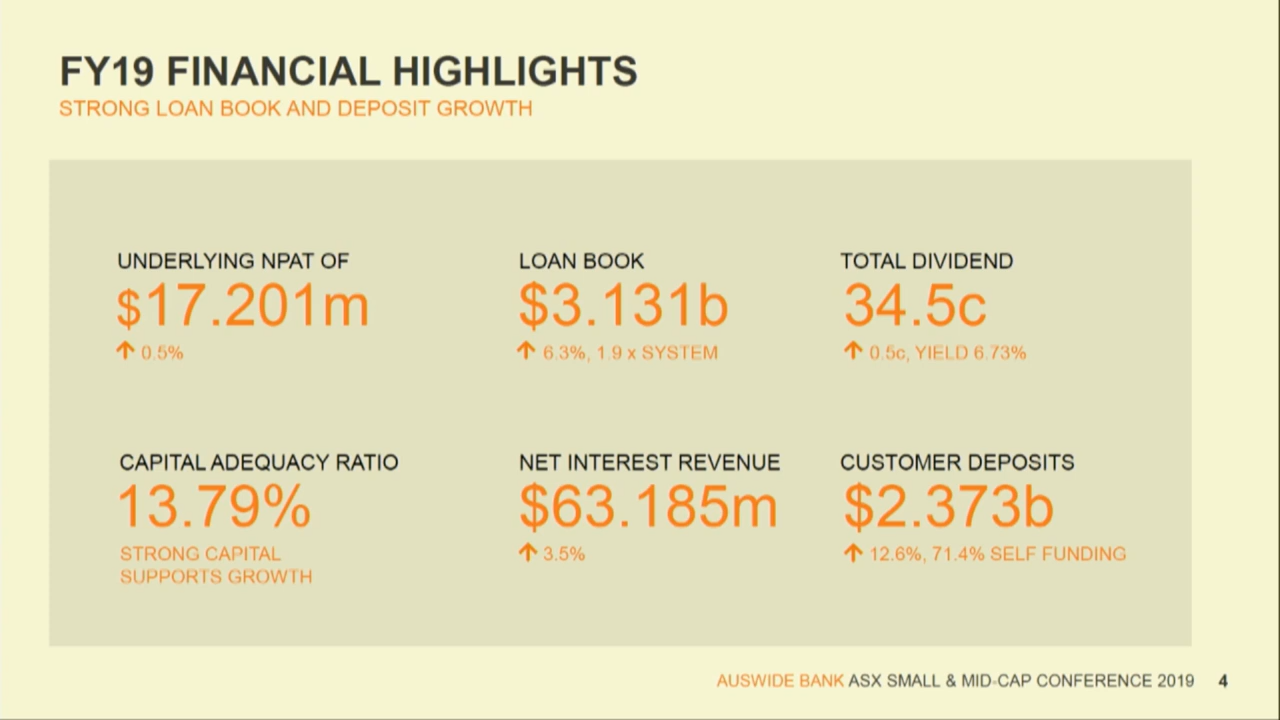 FY19 FINANCIAL HIGHLIGHTS
STRONG LOAN BOOK AND DEPOSIT GROWTH
UNDERLYING NPAT OF
$17.201m
↑ 0.5%
LOAN BOOK
$3.131b
↑ 6.3%, 1.9 x SYSTEM
TOTAL DIVIDEND
34.5c
↑ 0.5c, YIELD 6.73%
CAPITAL ADEQUACY RATIO
13.79%
STRONG CAPITAL
SUPPORTS GROWTH
NET INTEREST REVENUE
$63.185m
↑ 3.5%
CUSTOMER DEPOSITS
$2.373b
↑ 12.6%, 71.4% SELF FUNDING
AUSWIDE BANK ASX SMALL & MID-CAP CONFERENCE 2019 4